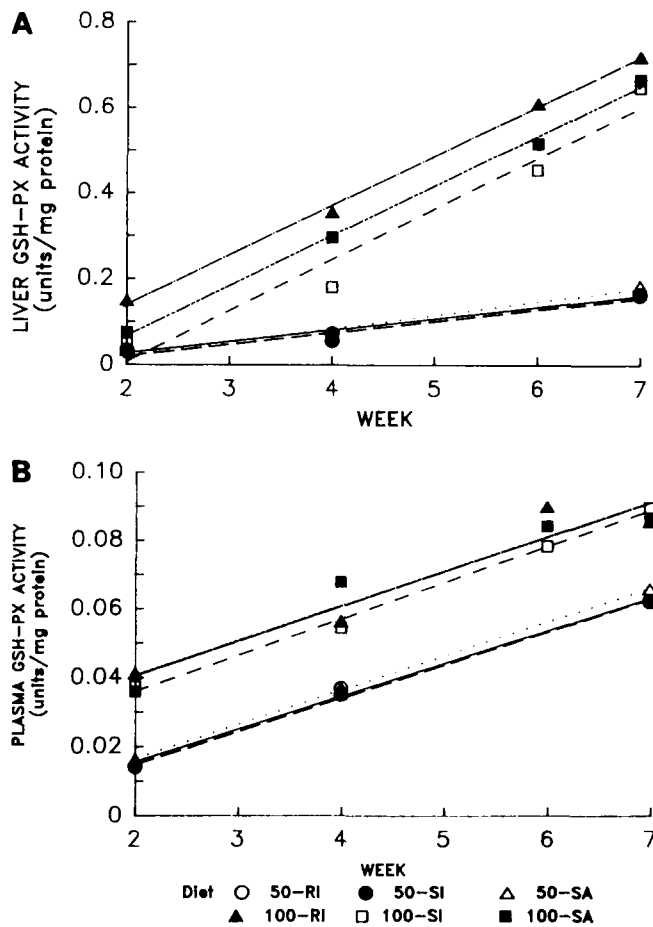 A
LIVER GSH-PX ACTIVITY
(units/mg protein)
0.8
0.6
0.4
0.2
0
2 3 4 5 6 7
WEEK
B
PLASMA GSH-PX ACTIVITY
(units/mg protein)
0.10
0.08
0.06
0.04
0.02
0
2 3 4 5 6 7
WEEK
Diet 50-RI 50-SI 50-SA
100-RI 100-SI 100-SA